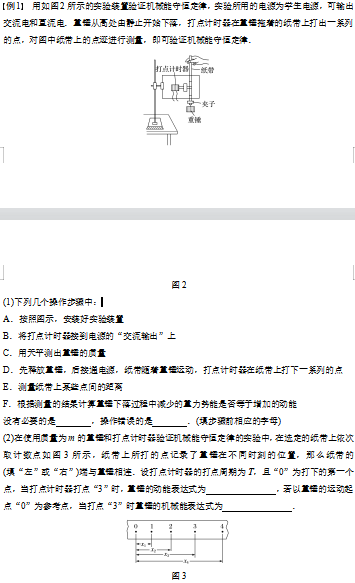 【例1】 用如图2所示的实验装置验证机械能守恒定律，实验所用的电源为学生电源，可输出
交流电和直流电．重锤从高处由静止开始下落，打点计时器在重锤拖着的纸带上打出一系列
的点，对图中纸带上的点迹进行测量，即可验证机械能守恒定律．
打点计时器
纸带
夹子
重锤
图2
(1)下列几个操作步骤中：
A．按照图示，安装好实验装置
B．将打点计时器接到电源的“交流输出”上
C．用天平测出重锤的质量
D．先释放重锤，后接通电源，纸带随着重锤运动，打点计时器在纸带上打下一系列的点
E．测量纸带上某些点间的距离
F．根据测量的结果计算重锤下落过程中减少的重力势能是否等于增加的动能
没有必要的是________，操作错误的是________．(填步骤前相应的字母)
(2)在使用质量为m的重锤和打点计时器验证机械能守恒定律的实验中，在选定的纸带上依次
取计数点如图3所示，纸带上所打的点记录了重锤在不同时刻的位置，那么纸带的
(填“左”或“右”)端与重锤相连．设打点计时器的打点周期为T，且“0”为打下的第一个
点，当打点计时器打点“3”时，重锤的动能表达式为________________，若以重锤的运动起
点“0”为参考点，当打点“3”时重锤的机械能表达式为________________．
0 1 2 3 4
x₁
x₂
x₃
x₄
图3